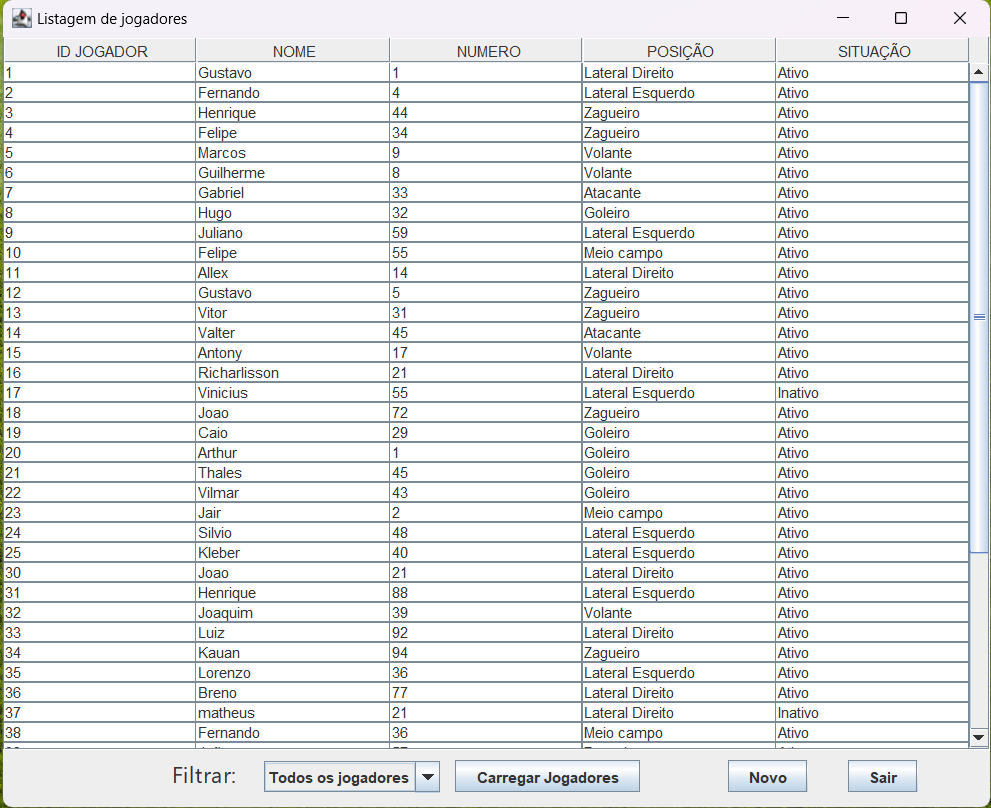 Listagem de jogadores
ID JOGADOR NOME NUMERO POSIÇÃO SITUAÇÃO
1 Gustavo 1 Lateral Direito Ativo
2 Fernando 4 Lateral Esquerdo Ativo
3 Henrique 44 Zagueiro Ativo
4 Felipe 34 Zagueiro Ativo
5 Marcos 9 Volante Ativo
6 Guilherme 8 Volante Ativo
7 Gabriel 33 Atacante Ativo
8 Hugo 32 Goleiro Ativo
9 Juliano 59 Lateral Esquerdo Ativo
10 Felipe 55 Meio campo Ativo
11 Allex 14 Lateral Direito Ativo
12 Gustavo 5 Zagueiro Ativo
13 Vitor 31 Zagueiro Ativo
14 Valter 45 Atacante Ativo
15 Antony 17 Volante Ativo
16 Richarlisson 21 Lateral Direito Ativo
17 Vinicius 55 Lateral Esquerdo Inativo
18 Joao 72 Zagueiro Ativo
19 Caio 29 Goleiro Ativo
20 Arthur 1 Goleiro Ativo
21 Thales 45 Goleiro Ativo
22 Vilmar 43 Goleiro Ativo
23 Jair 2 Meio campo Ativo
24 Silvio 48 Lateral Esquerdo Ativo
25 Kleber 40 Lateral Esquerdo Ativo
30 Joao 21 Lateral Direito Ativo
31 Henrique 88 Lateral Esquerdo Ativo
32 Joaquim 39 Volante Ativo
33 Luiz 92 Lateral Direito Ativo
34 Kauan 94 Zagueiro Ativo
35 Lorenzo 36 Lateral Esquerdo Ativo
36 Breno 77 Lateral Direito Ativo
37 matheus 21 Lateral Direito Inativo
38 Fernando 36 Meio campo Ativo
Filtrar: Todos os jogadores Carregar Jogadores Novo Sair